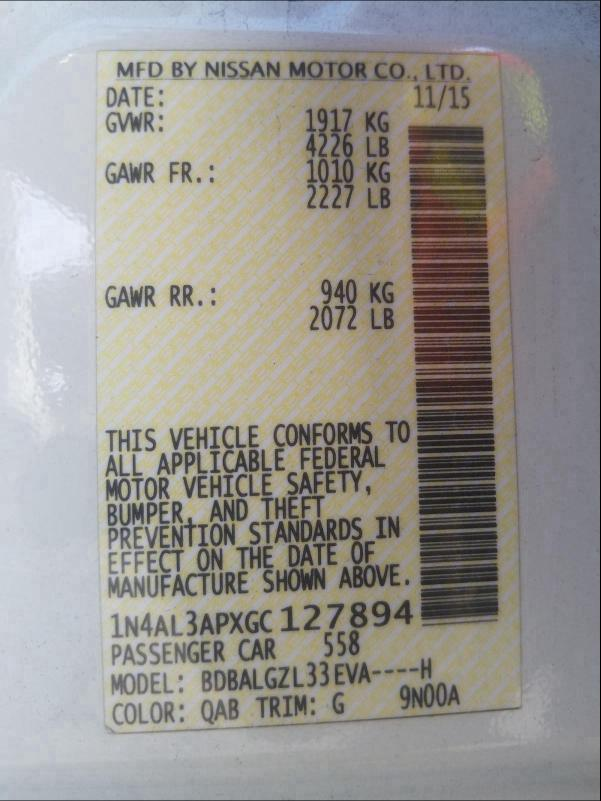 MFD BY NISSAN MOTOR CO., LTD.
DATE: 11/15
GVWR: 1917 KG
4226 LB
GAWR FR.: 1010 KG
2227 LB
GAWR RR.: 940 KG
2072 LB
THIS VEHICLE CONFORMS TO
ALL APPLICABLE FEDERAL
MOTOR VEHICLE SAFETY,
BUMPER, AND THEFT
PREVENTION STANDARDS IN
EFFECT ON THE DATE OF
MANUFACTURE SHOWN ABOVE.
1N4AL3APXGC127894
PASSENGER CAR 558
MODEL: BDBALGZL33EVA----H
COLOR: QAB TRIM: G 9N00A